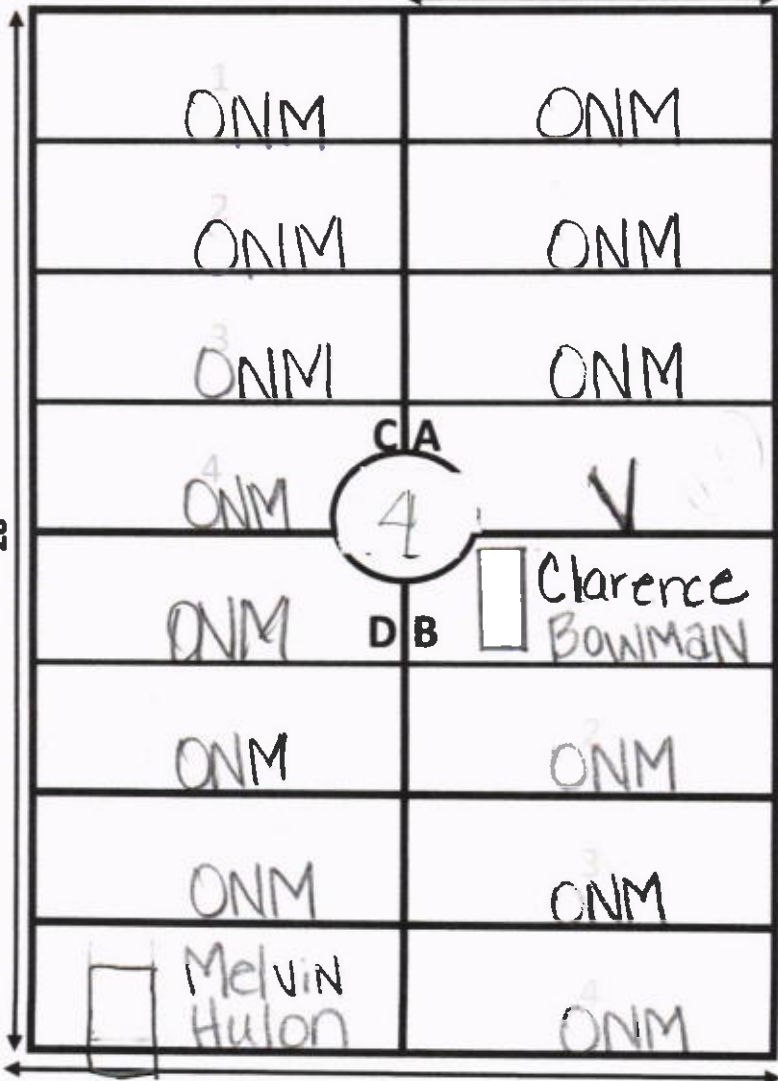 1
ONM ONM
2
ONM ONM
3
ONM ONM
C A
4
ONM 4 V
Clarence
ONM D B BOWMAN
2
ONM ONM
3
ONM ONM
Melvin
Hulon
4
ONM